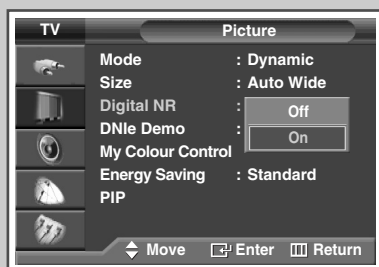 TV Picture
Mode : Dynamic
Size : Auto Wide
Digital NR : Off
DNIe Demo : On
My Colour Control
Energy Saving : Standard
PIP
Move Enter Return